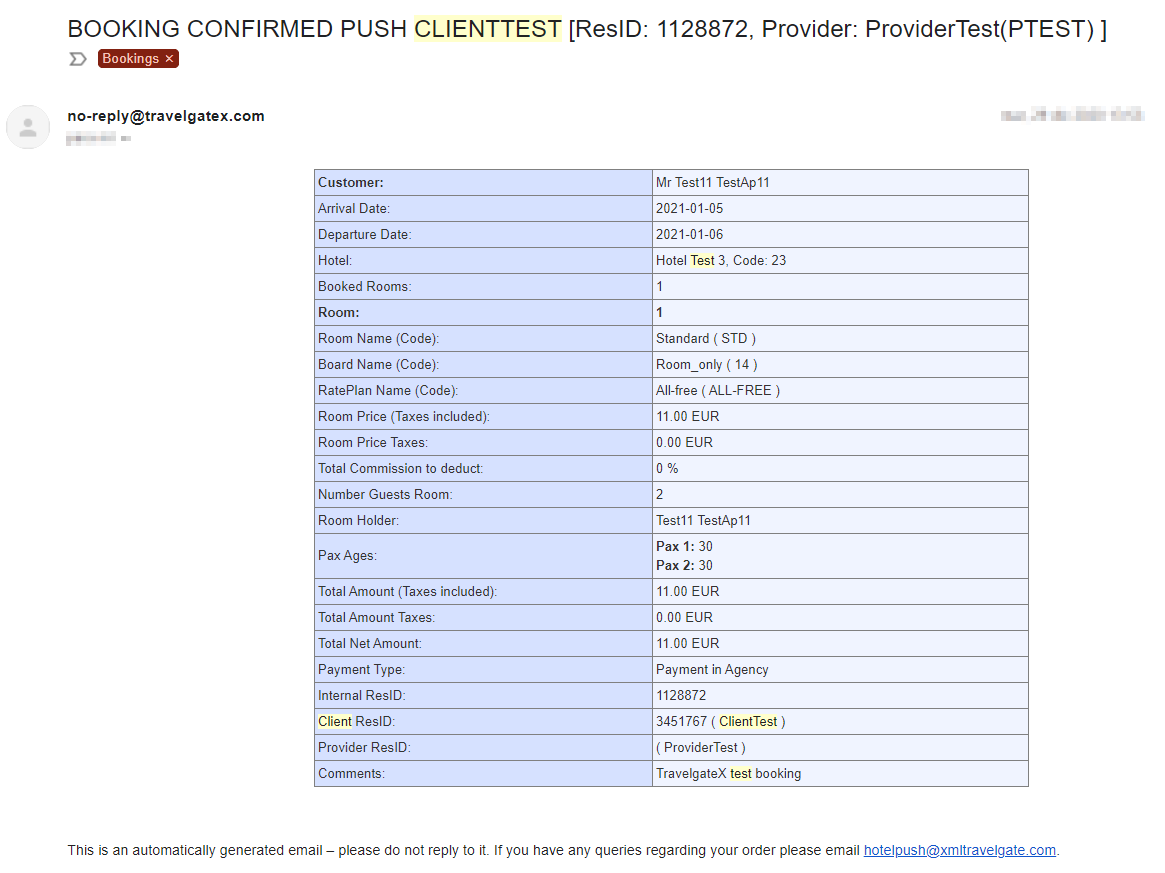 BOOKING CONFIRMED PUSH CLIENTTEST [ResID: 1128872, Provider: ProviderTest(PTEST) ]
Bookings ×
no-reply@travelgatex.com
Customer: Mr Test11 TestAp11
Arrival Date: 2021-01-05
Departure Date: 2021-01-06
Hotel: Hotel Test 3, Code: 23
Booked Rooms: 1
Room: 1
Room Name (Code): Standard ( STD )
Board Name (Code): Room_only ( 14 )
RatePlan Name (Code): All-free ( ALL-FREE )
Room Price (Taxes included): 11.00 EUR
Room Price Taxes: 0.00 EUR
Total Commission to deduct: 0 %
Number Guests Room: 2
Room Holder: Test11 TestAp11
Pax Ages: Pax 1: 30
Pax 2: 30
Total Amount (Taxes included): 11.00 EUR
Total Amount Taxes: 0.00 EUR
Total Net Amount: 11.00 EUR
Payment Type: Payment in Agency
Internal ResID: 1128872
Client ResID: 3451767 ( ClientTest )
Provider ResID: ( ProviderTest )
Comments: TravelgateX test booking
This is an automatically generated email – please do not reply to it. If you have any queries regarding your order please email hotelpush@xmltravelgate.com.